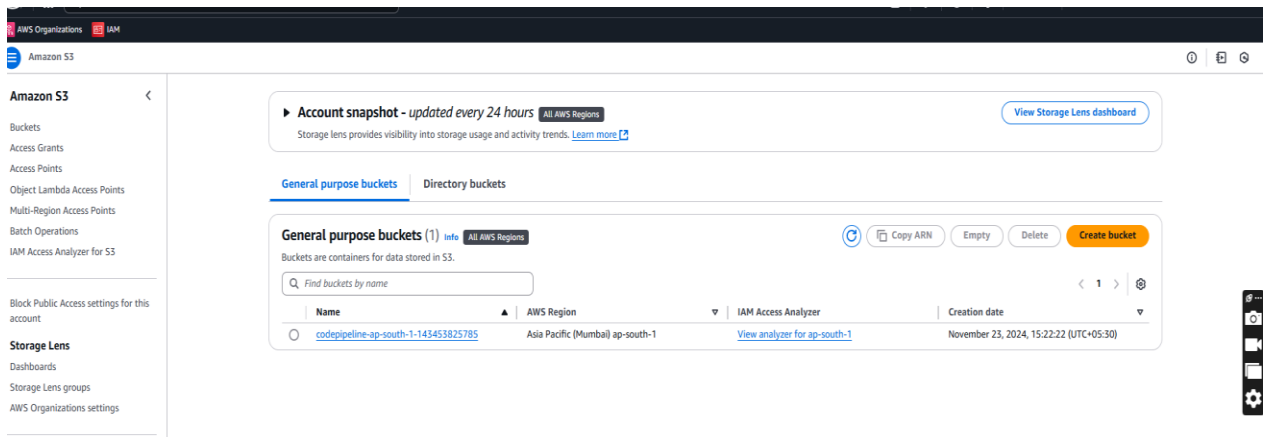 AWS Organizations IAM
Amazon S3
Amazon S3
Buckets
Access Grants
Access Points
Object Lambda Access Points
Multi-Region Access Points
Batch Operations
IAM Access Analyzer for S3
Block Public Access settings for this
account
Storage Lens
Dashboards
Storage Lens groups
AWS Organizations settings
Account snapshot - updated every 24 hours All AWS Regions
View Storage Lens dashboard
Storage lens provides visibility into storage usage and activity trends. Learn more
General purpose buckets Directory buckets
General purpose buckets (1) Info All AWS Regions
Copy ARN Empty Delete Create bucket
Buckets are containers for data stored in S3.
Find buckets by name
1
Name AWS Region IAM Access Analyzer Creation date
codepipeline-ap-south-1-143453825785 Asia Pacific (Mumbai) ap-south-1 View analyzer for ap-south-1 November 23, 2024, 15:22:22 (UTC+05:30)